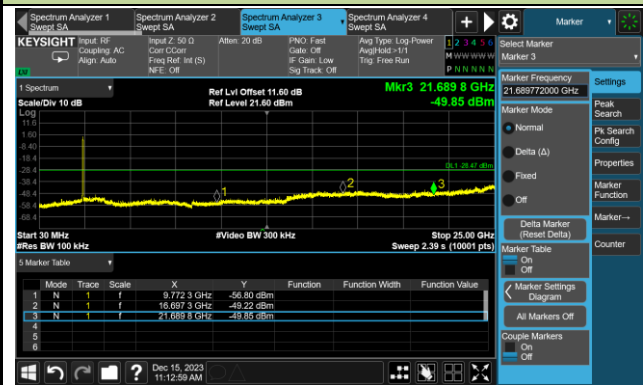 Spectrum Analyzer 1
Swept SA
Spectrum Analyzer 2
Swept SA
Spectrum Analyzer 3
Swept SA
Spectrum Analyzer 4
Swept SA
Marker
KEYSIGHT
Input: RF
Coupling: AC
Align: Auto
Input Z: 50 Ω
Corr CCorr
Freq Ref: Int (S)
NFE: Off
Atten: 20 dB
PNO: Fast
Gate: Off
IF Gain: Low
Sig Track: Off
Avg Type: Log-Power
Avg|Hold:>1/1
Trig: Free Run
1 2 3 4 5 6
M W W W W W
P N N N N N
LVI
Select Marker
Marker 3
1 Spectrum
Scale/Div 10 dB
Ref Lvl Offset 11.60 dB
Ref Level 21.60 dBm
Mkr3 21.689 8 GHz
-49.85 dBm
Log
11.6
1.60
-8.40
-18.4
-28.4
-38.4
-48.4
-58.4
-68.4
DL1 -28.47 dBm
1
2
3
Start 30 MHz
#Res BW 100 kHz
#Video BW 300 kHz
Stop 25.00 GHz
Sweep 2.39 s (10001 pts)
5 Marker Table
Mode Trace Scale X Y Function Function Width Function Value
1 N 1 f 9.772 3 GHz -56.80 dBm
2 N 1 f 16.697 3 GHz -49.22 dBm
3 N 1 f 21.689 8 GHz -49.85 dBm
4
5
6
Marker Frequency
21.689772000 GHz
Marker Mode
Normal
Delta (Δ)
Fixed
Off
Delta Marker
(Reset Delta)
Marker Table
On
Off
Marker Settings
Diagram
All Markers Off
Couple Markers
On
Off
Settings
Peak
Search
Pk Search
Config
Properties
Marker
Function
Marker→
Counter
?
Dec 15, 2023
11:12:59 AM